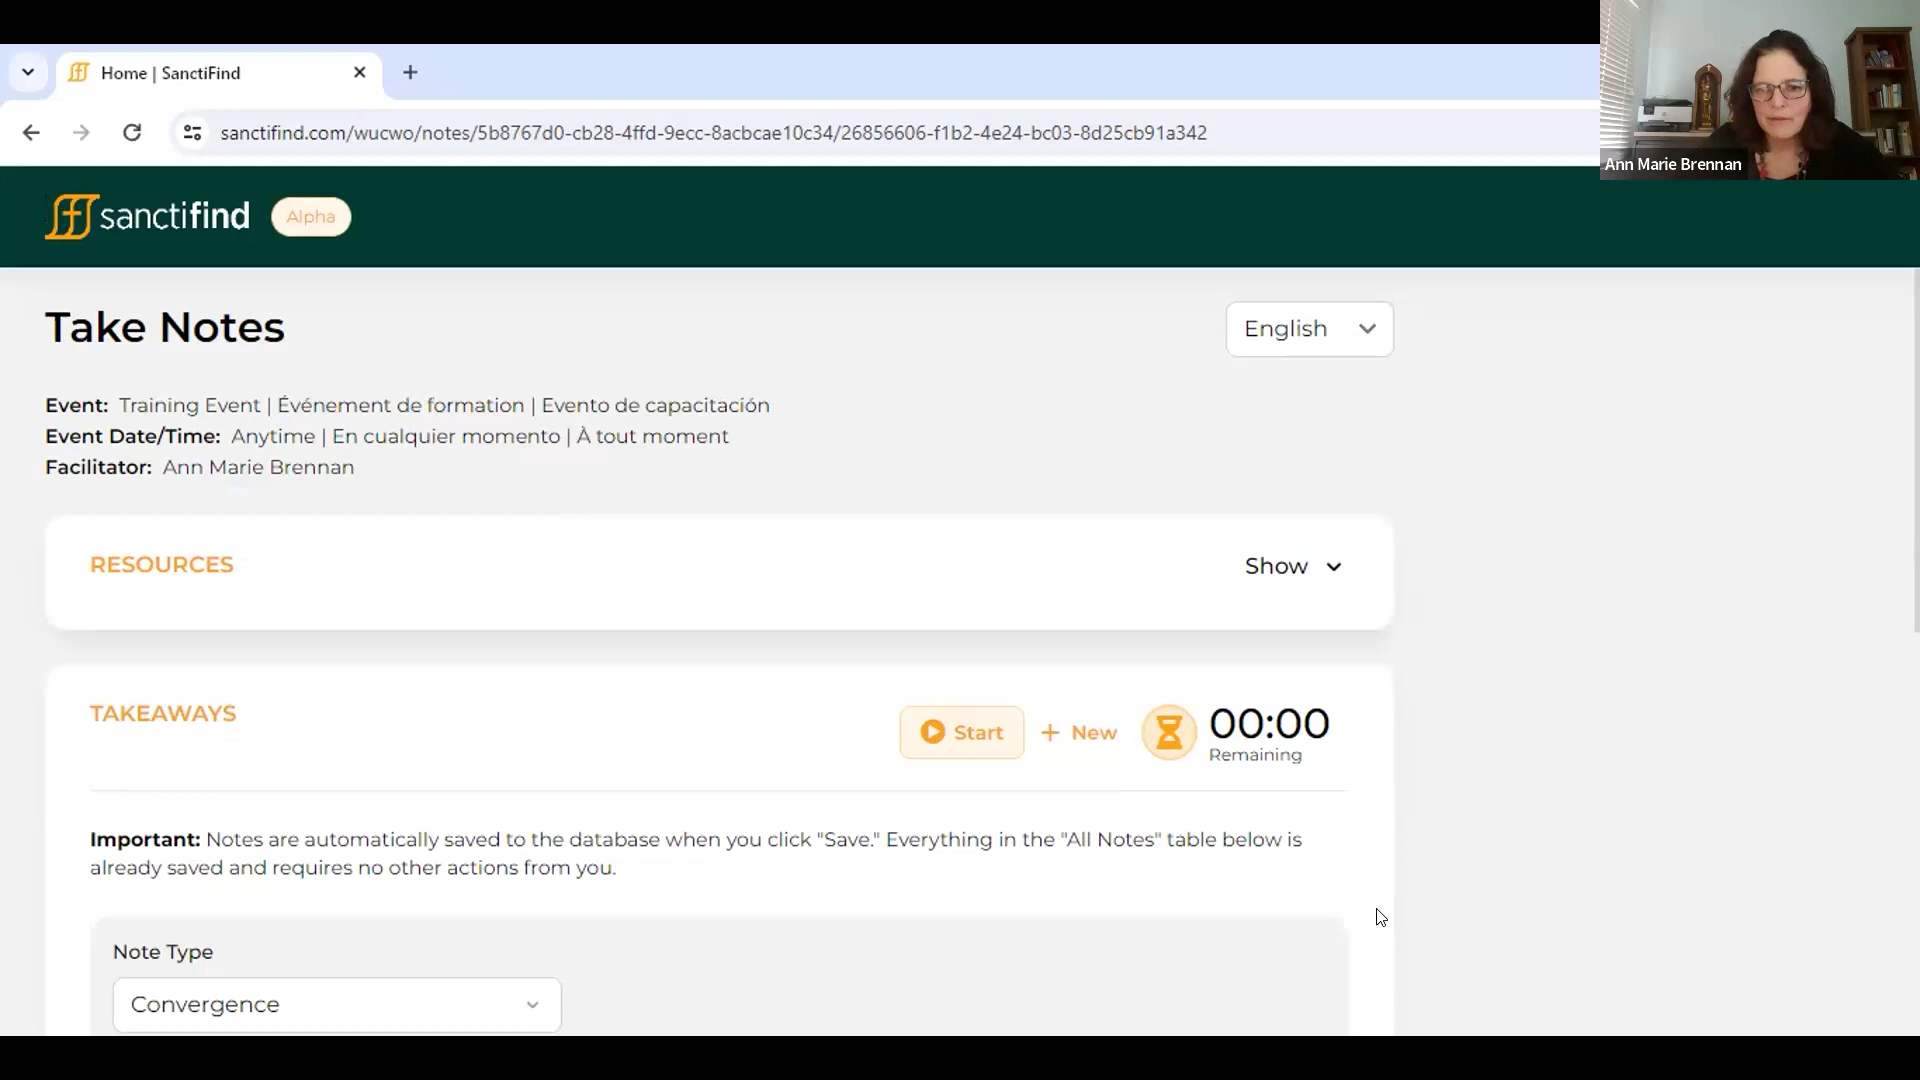 Home | SanctiFind
sanctifind.com/wucwo/notes/5b8767d0-cb28-4ffd-9ecc-8acbcae10c34/26856606-f1b2-4e24-bc03-8d25cb91a342
Ann Marie Brennan
sanctifind
Alpha
Take Notes
English
Event: Training Event | Événement de formation | Evento de capacitación
Event Date/Time: Anytime | En cualquier momento | À tout moment
Facilitator: Ann Marie Brennan
RESOURCES
Show
TAKEAWAYS
Start
+ New
00:00
Remaining
Important: Notes are automatically saved to the database when you click "Save." Everything in the "All Notes" table below is
already saved and requires no other actions from you.
Note Type
Convergence